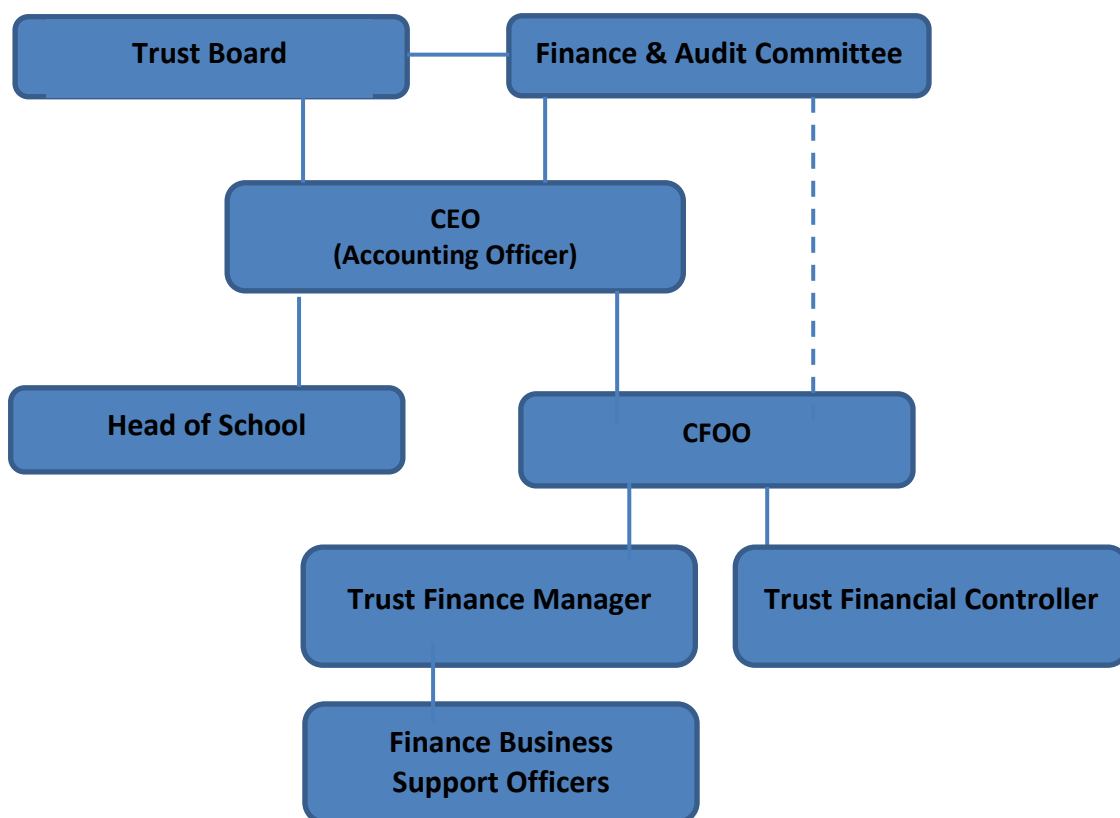 Trust Board
Finance & Audit Committee
CEO
(Accounting Officer)
Head of School
CFOO
Trust Finance Manager
Trust Financial Controller
Finance Business
Support Officers